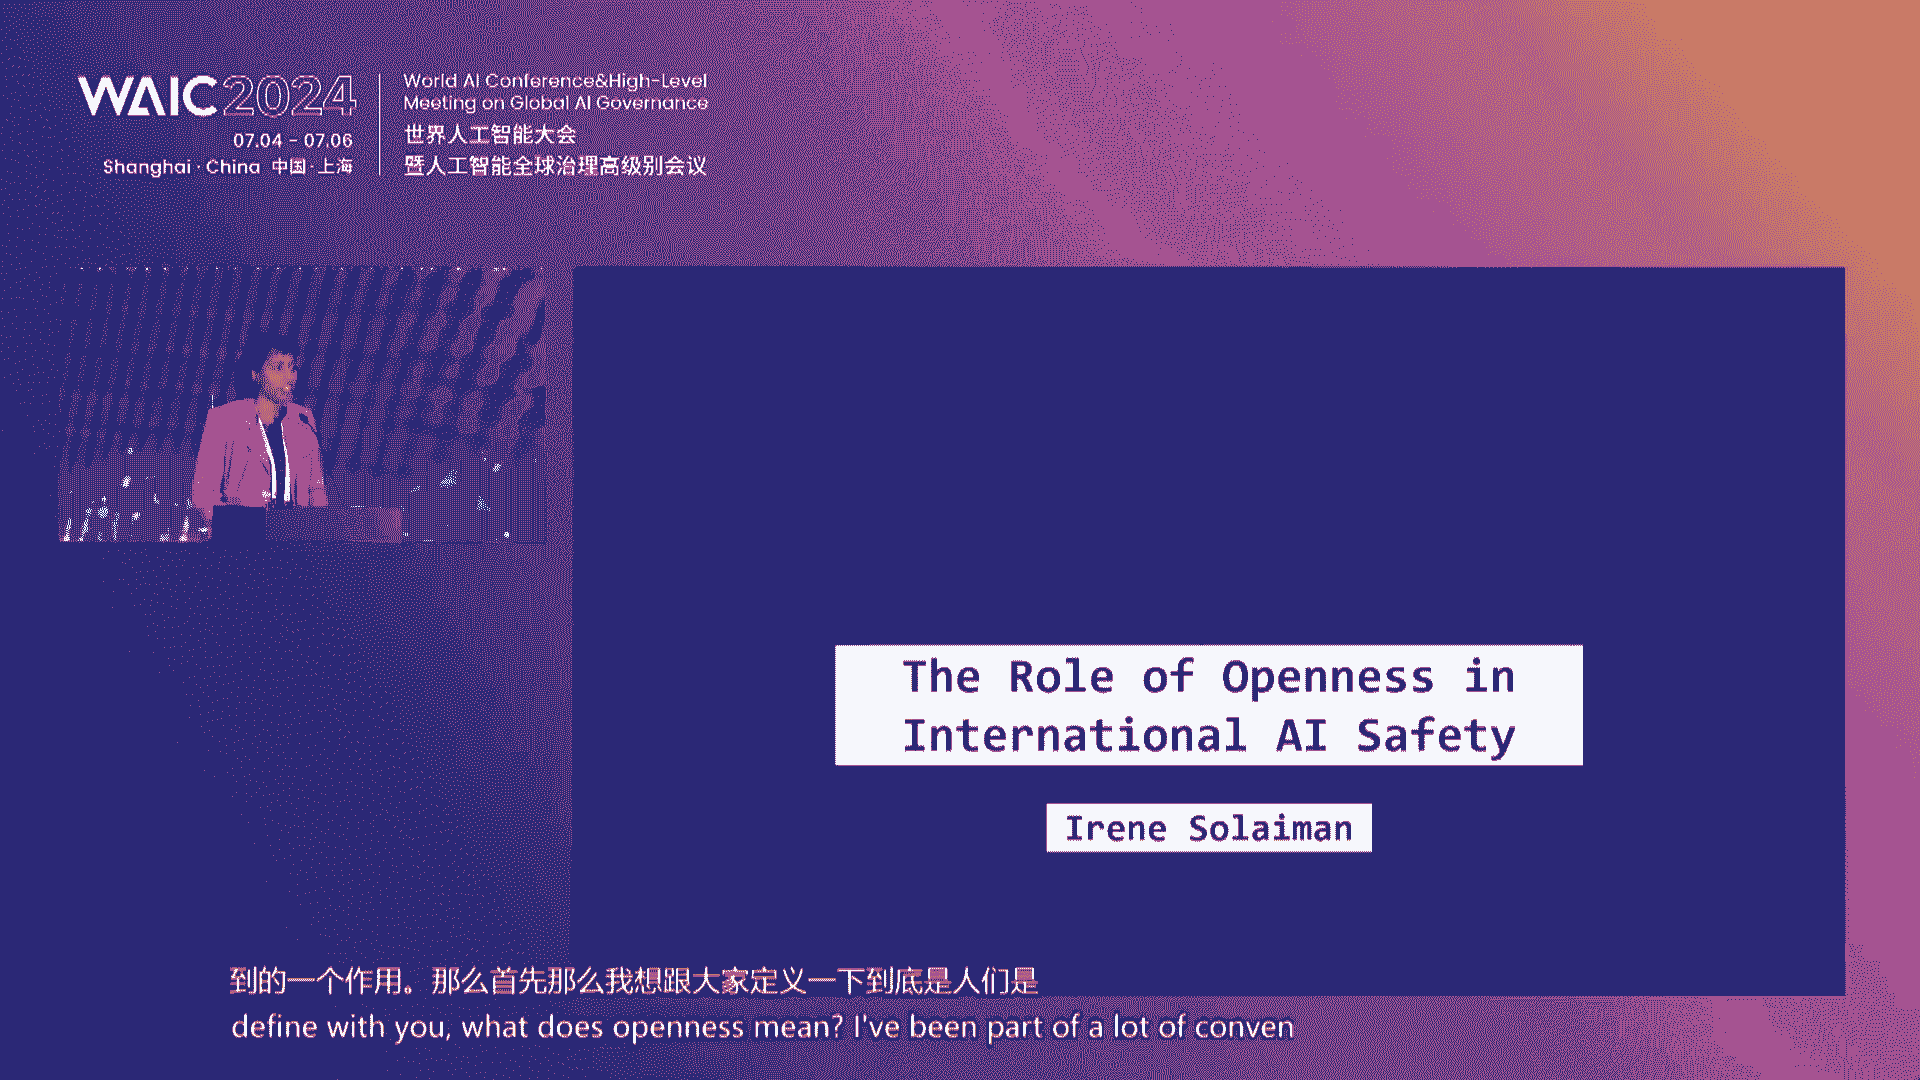 WAIC 2024
07.04 - 07.06
Shanghai · China 中国·上海
World AI Conference&High-Level
Meeting on Global AI Governance
世界人工智能大会
暨人工智能全球治理高级别会议
The Role of Openness in
International AI Safety
Irene Solaiman
到的一个作用。那么首先那么我想跟大家定义一下到底是人们是
define with you, what does openness mean? I've been part of a lot of conven